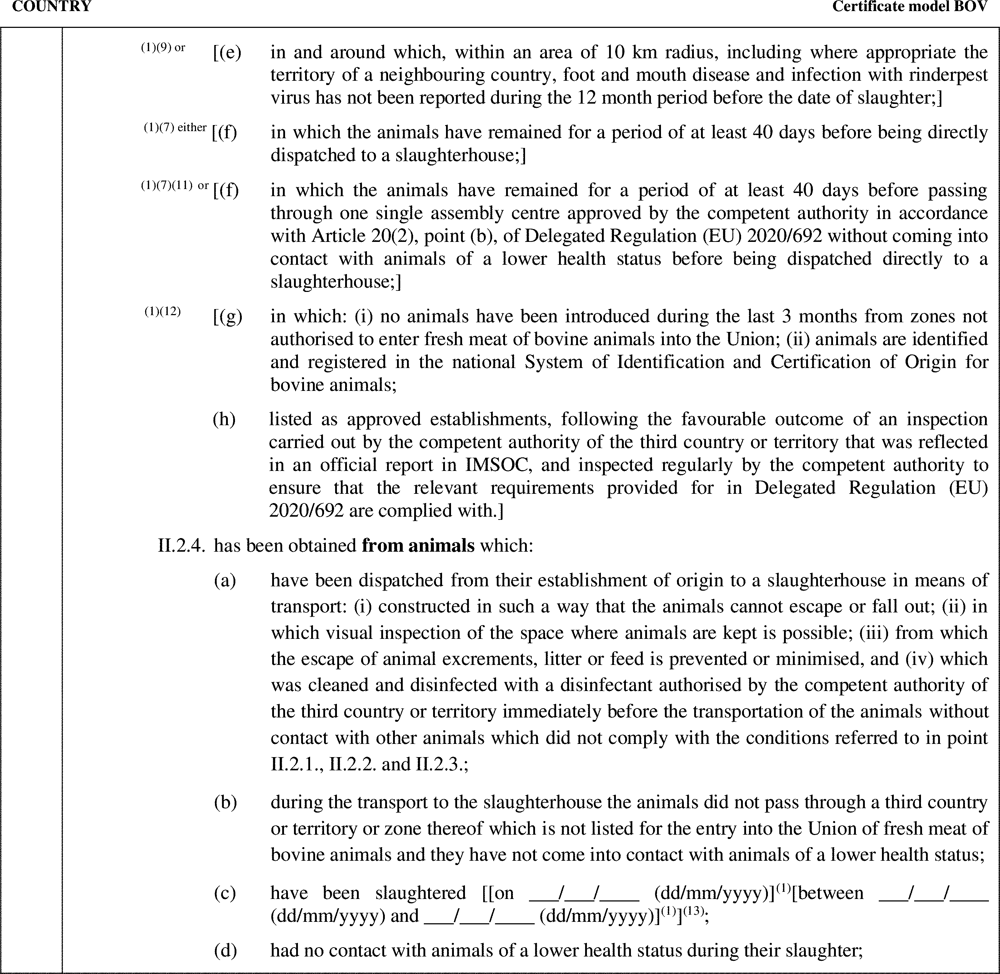 COUNTRY Certificate model BOV
(1)(9) or [(e) in and around which, within an area of 10 km radius, including where appropriate the
territory of a neighbouring country, foot and mouth disease and infection with rinderpest
virus has not been reported during the 12 month period before the date of slaughter;]
(1)(7) either [(f) in which the animals have remained for a period of at least 40 days before being directly
dispatched to a slaughterhouse;]
(1)(7)(11) or [(f) in which the animals have remained for a period of at least 40 days before passing
through one single assembly centre approved by the competent authority in accordance
with Article 20(2), point (b), of Delegated Regulation (EU) 2020/692 without coming into
contact with animals of a lower health status before being dispatched directly to a
slaughterhouse;]
(1)(12) [(g) in which: (i) no animals have been introduced during the last 3 months from zones not
authorised to enter fresh meat of bovine animals into the Union; (ii) animals are identified
and registered in the national System of Identification and Certification of Origin for
bovine animals;
(h) listed as approved establishments, following the favourable outcome of an inspection
carried out by the competent authority of the third country or territory that was reflected
in an official report in IMSOC, and inspected regularly by the competent authority to
ensure that the relevant requirements provided for in Delegated Regulation (EU)
2020/692 are complied with.]
II.2.4. has been obtained from animals which:
(a) have been dispatched from their establishment of origin to a slaughterhouse in means of
transport: (i) constructed in such a way that the animals cannot escape or fall out; (ii) in
which visual inspection of the space where animals are kept is possible; (iii) from which
the escape of animal excrements, litter or feed is prevented or minimised, and (iv) which
was cleaned and disinfected with a disinfectant authorised by the competent authority of
the third country or territory immediately before the transportation of the animals without
contact with other animals which did not comply with the conditions referred to in point
II.2.1., II.2.2. and II.2.3.;
(b) during the transport to the slaughterhouse the animals did not pass through a third country
or territory or zone thereof which is not listed for the entry into the Union of fresh meat of
bovine animals and they have not come into contact with animals of a lower health status;
(c) have been slaughtered [[on ___/___/____ (dd/mm/yyyy)](1)[between ___/___/____
(dd/mm/yyyy) and ___/___/____ (dd/mm/yyyy)](1)](13);
(d) had no contact with animals of a lower health status during their slaughter;